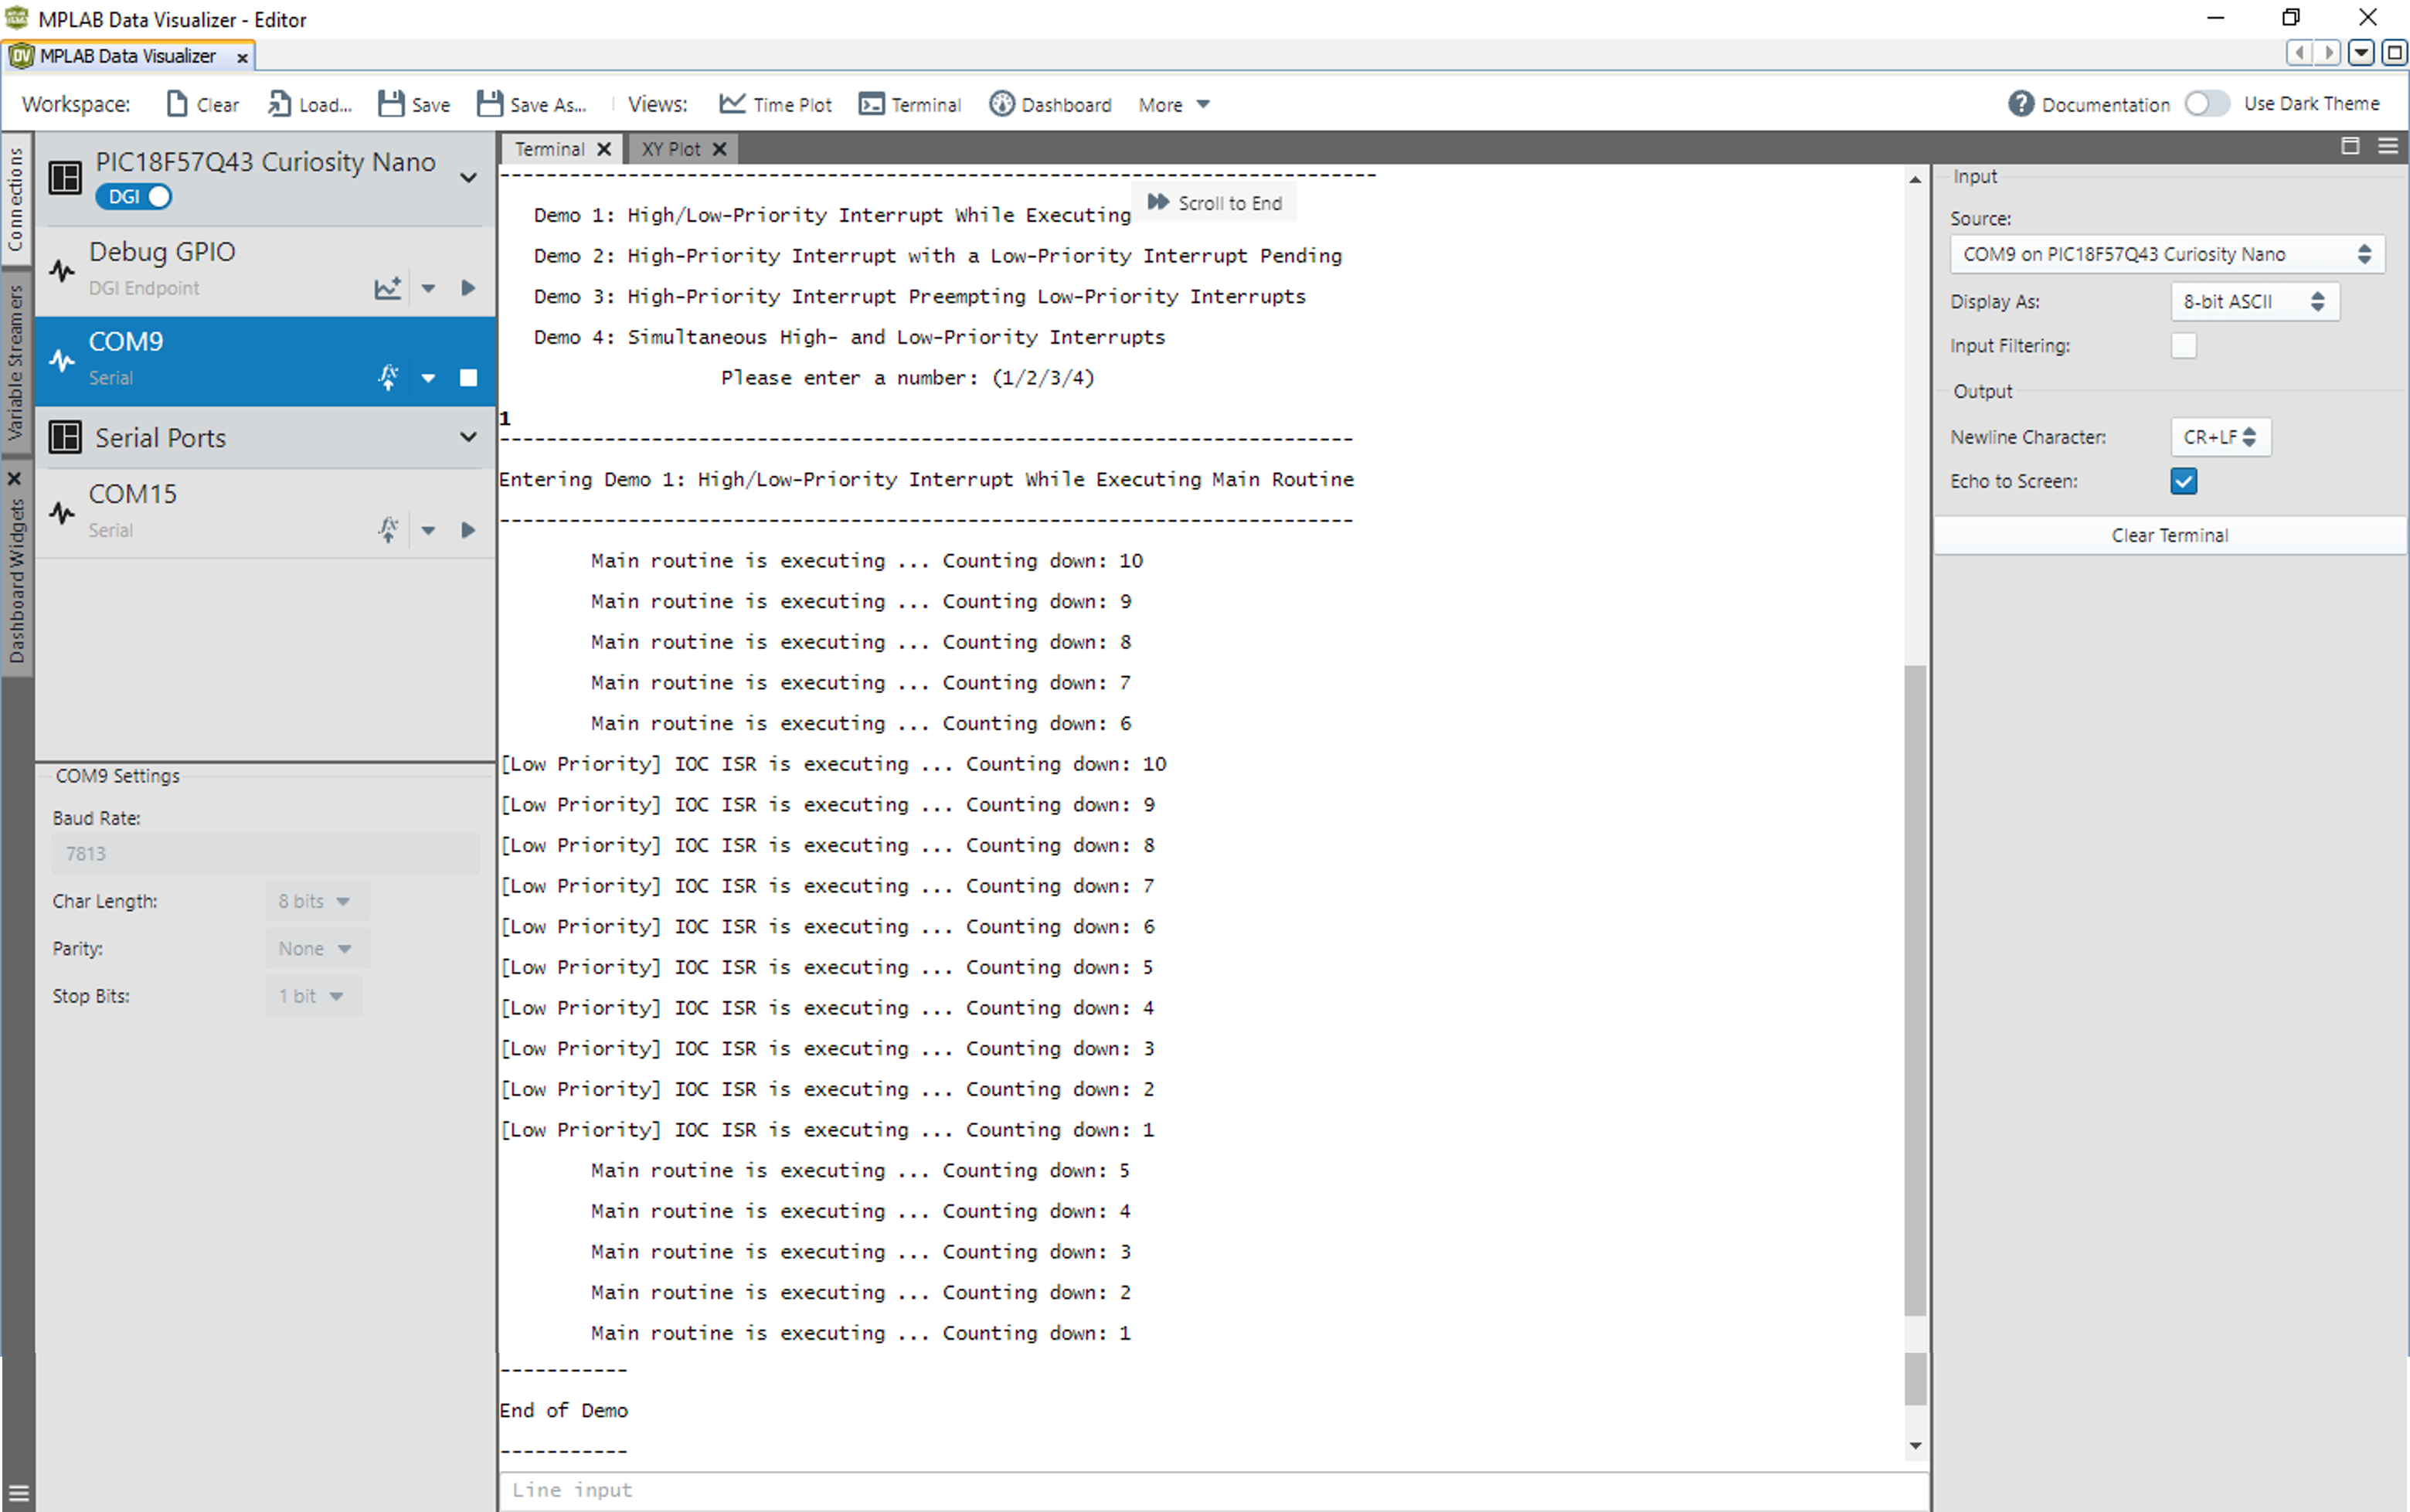 MPLAB Data Visualizer - Editor
MPLAB Data Visualizer
Workspace: Clear Load... Save Save As... Views: Time Plot Terminal Dashboard More Documentation Use Dark Theme
Connections
Variable Streamers
Dashboard Widgets
PIC18F57Q43 Curiosity Nano
DGI
Debug GPIO
DGI Endpoint
COM9
Serial
Serial Ports
COM15
Serial
COM9 Settings
Baud Rate:
7813
Char Length: 8 bits
Parity: None
Stop Bits: 1 bit
Terminal XY Plot
--------------------------------------------------------------------------
Scroll to End
Demo 1: High/Low-Priority Interrupt While Executing
Demo 2: High-Priority Interrupt with a Low-Priority Interrupt Pending
Demo 3: High-Priority Interrupt Preempting Low-Priority Interrupts
Demo 4: Simultaneous High- and Low-Priority Interrupts
Please enter a number: (1/2/3/4)
1
-------------------------------------------------------------------------
Entering Demo 1: High/Low-Priority Interrupt While Executing Main Routine
-------------------------------------------------------------------------
Main routine is executing ... Counting down: 10
Main routine is executing ... Counting down: 9
Main routine is executing ... Counting down: 8
Main routine is executing ... Counting down: 7
Main routine is executing ... Counting down: 6
[Low Priority] IOC ISR is executing ... Counting down: 10
[Low Priority] IOC ISR is executing ... Counting down: 9
[Low Priority] IOC ISR is executing ... Counting down: 8
[Low Priority] IOC ISR is executing ... Counting down: 7
[Low Priority] IOC ISR is executing ... Counting down: 6
[Low Priority] IOC ISR is executing ... Counting down: 5
[Low Priority] IOC ISR is executing ... Counting down: 4
[Low Priority] IOC ISR is executing ... Counting down: 3
[Low Priority] IOC ISR is executing ... Counting down: 2
[Low Priority] IOC ISR is executing ... Counting down: 1
Main routine is executing ... Counting down: 5
Main routine is executing ... Counting down: 4
Main routine is executing ... Counting down: 3
Main routine is executing ... Counting down: 2
Main routine is executing ... Counting down: 1
-----------
End of Demo
-----------
Line input
Input
Source:
COM9 on PIC18F57Q43 Curiosity Nano
Display As: 8-bit ASCII
Input Filtering:
Output
Newline Character: CR+LF
Echo to Screen:
Clear Terminal